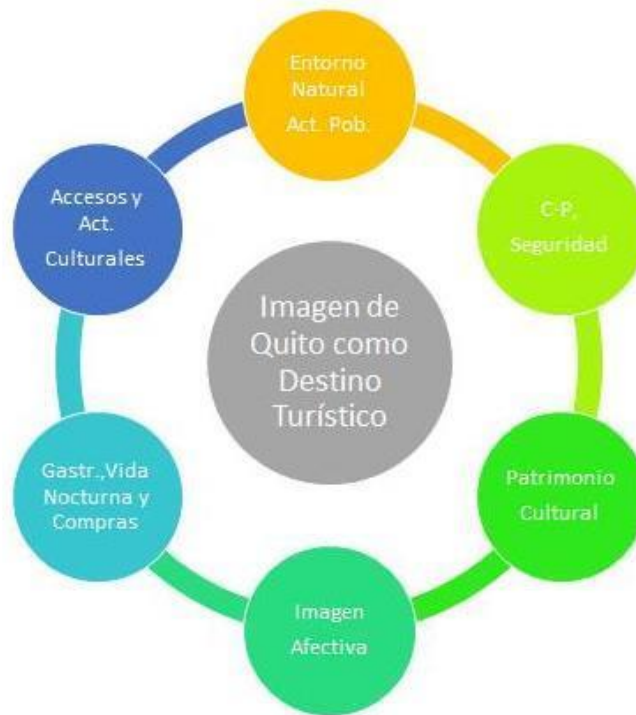 Entorno
Natural
Act. Pob.
C-P,
Seguridad
Patrimonio
Cultural
Imagen
Afectiva
Gastr.,Vida
Nocturna y
Compras
Accesos y
Act.
Culturales
Imagen de
Quito como
Destino
Turístico